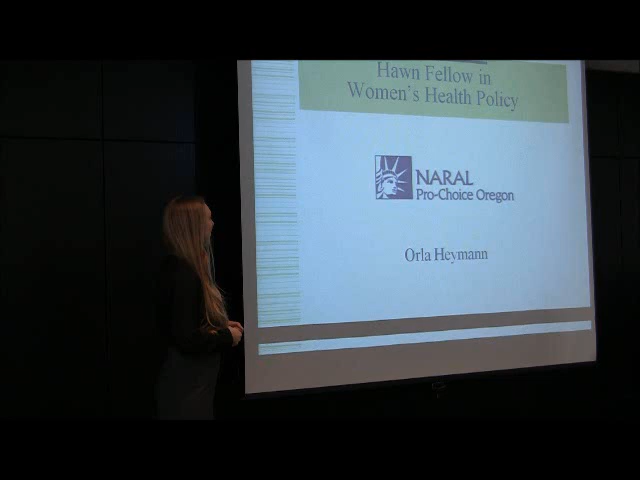 Hawn Fellow in
Women's Health Policy
NARAL
Pro-Choice Oregon
Orla Heymann